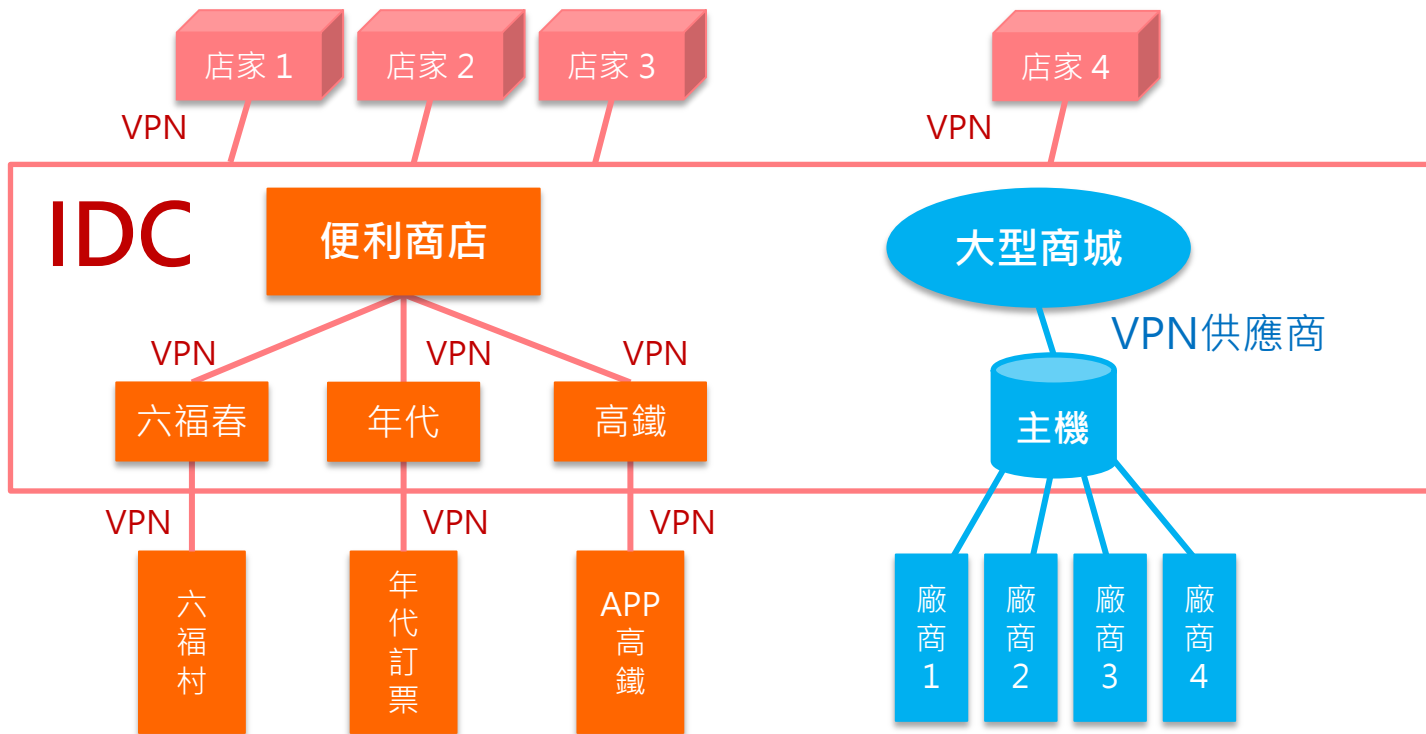 店家 1
店家 2
店家 3
店家 4
VPN
VPN
IDC
便利商店
大型商城
VPN供應商
VPN
VPN
VPN
六福春
年代
高鐵
主機
VPN
VPN
VPN
六福村
年代訂票
APP
高鐵
廠商1
廠商2
廠商3
廠商4